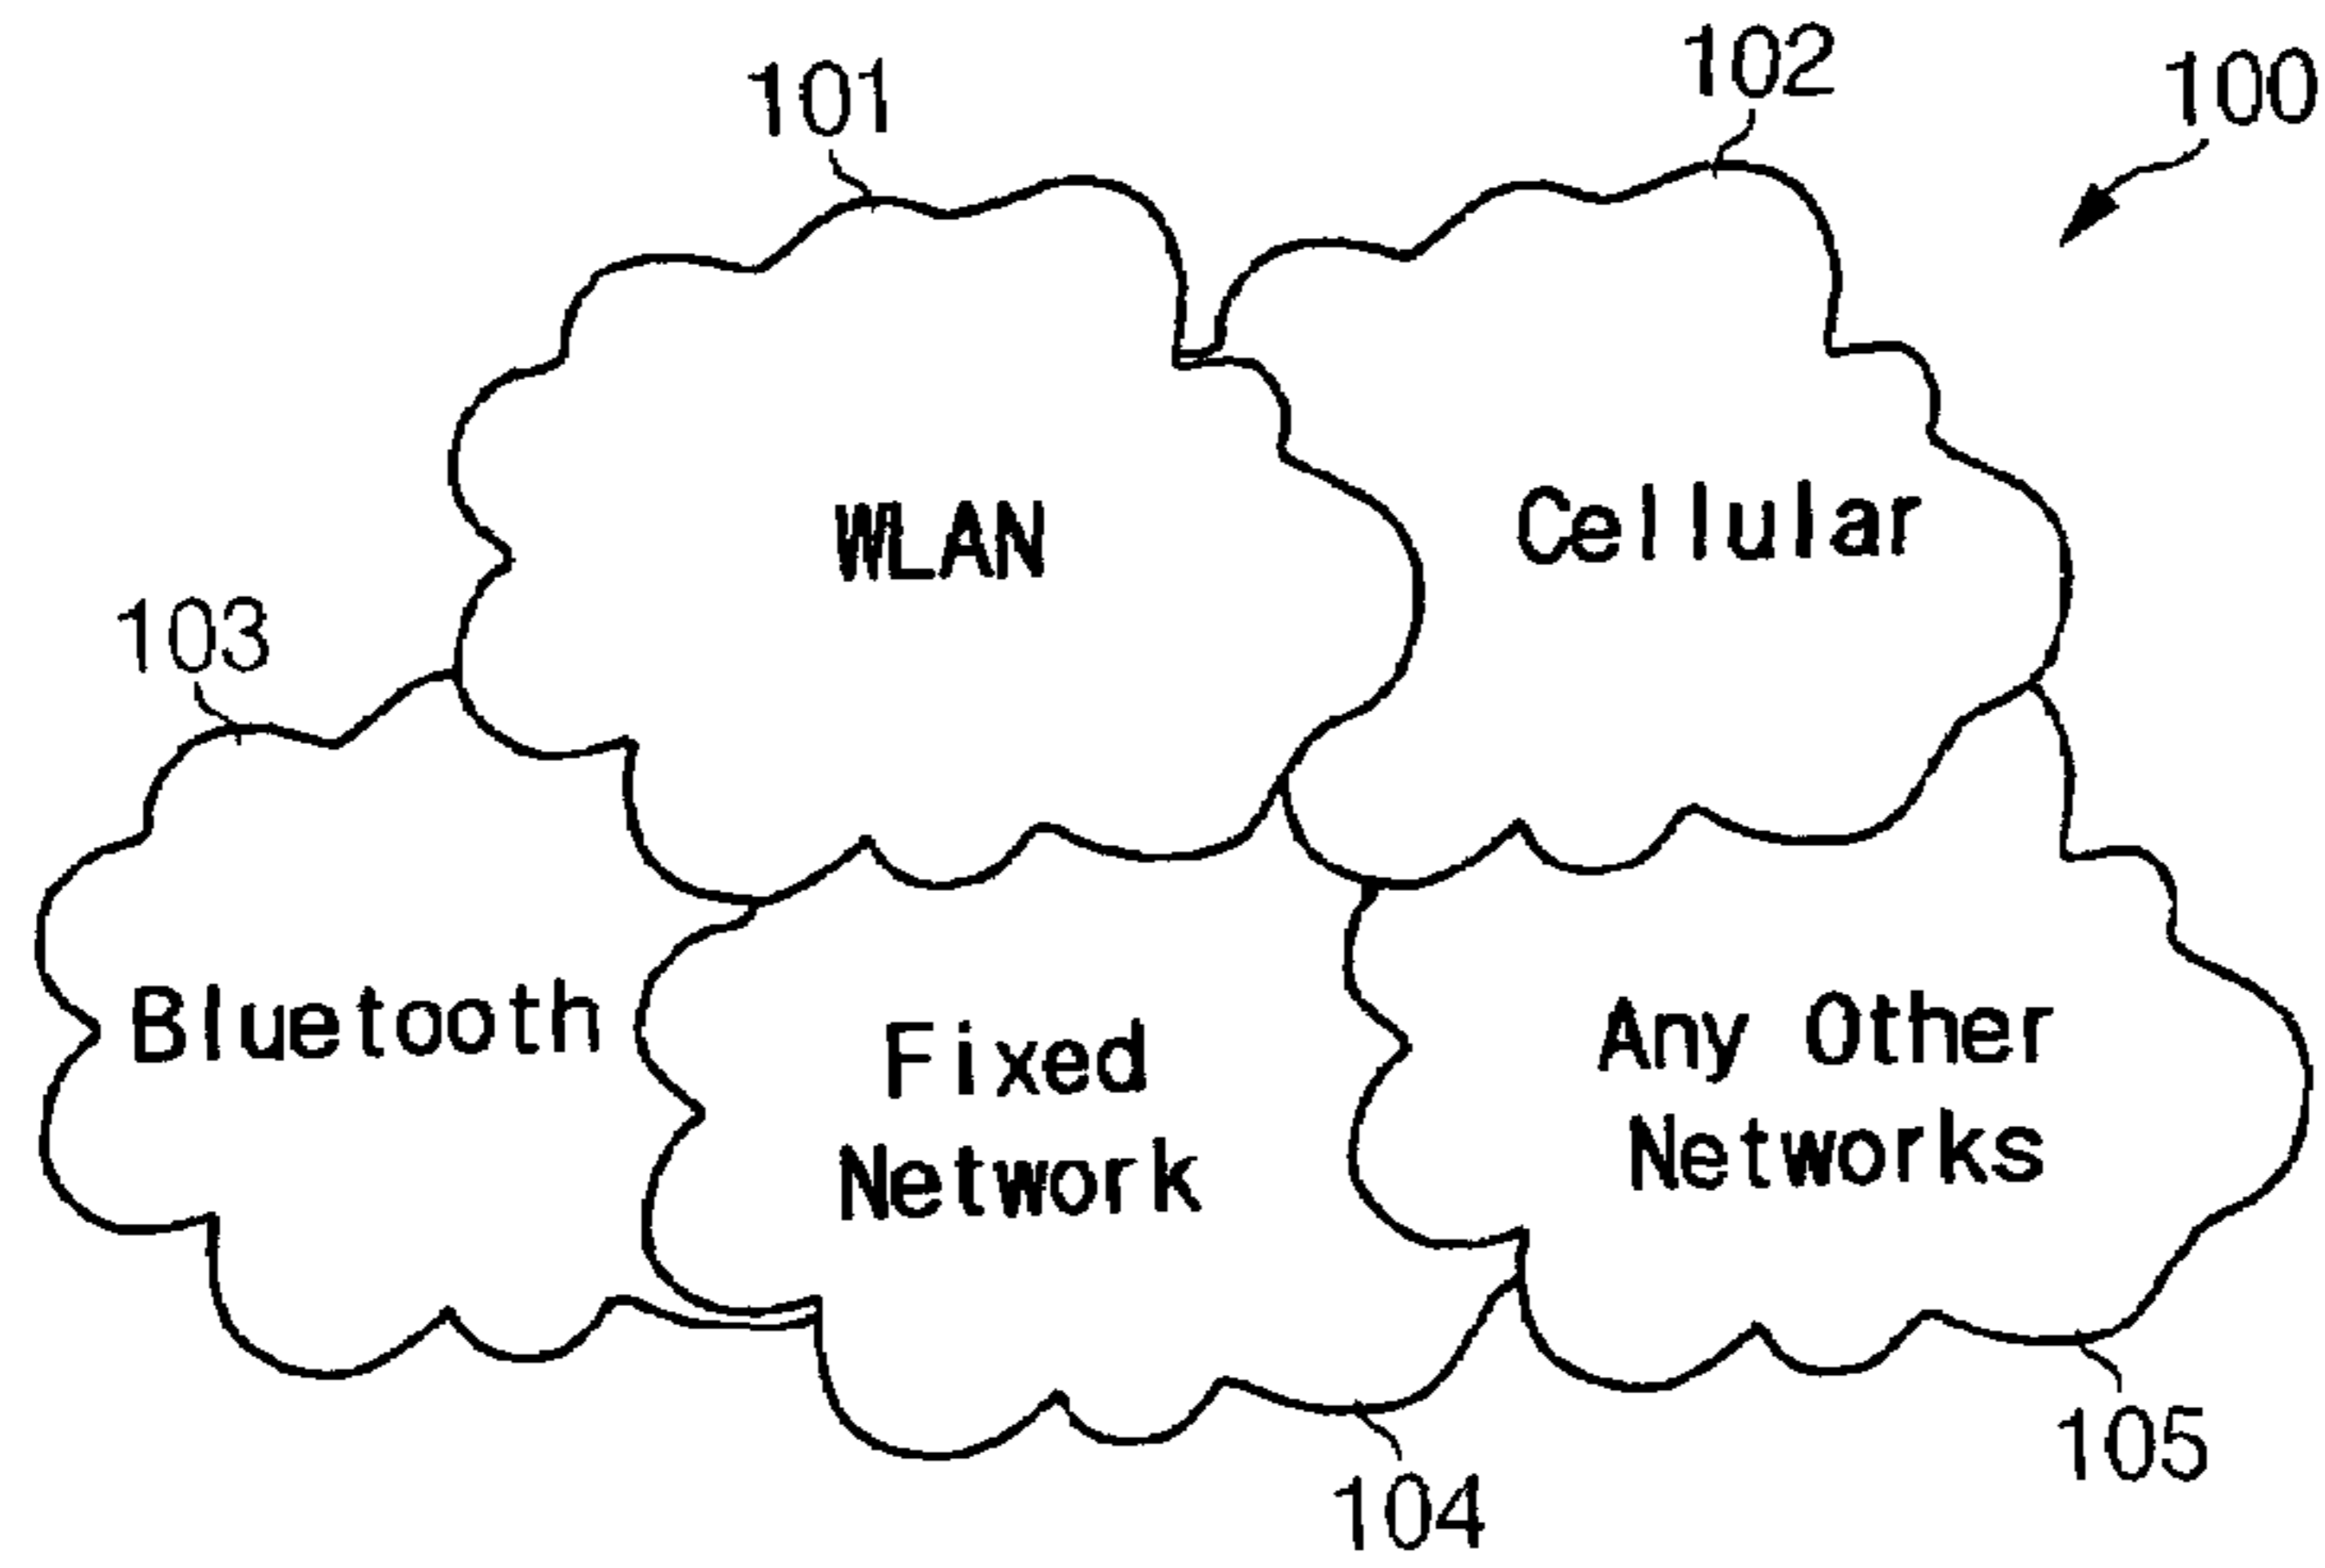 101
102
100
WLAN
Cellular
103
Bluetooth
Fixed
Network
Any Other
Networks
105
104